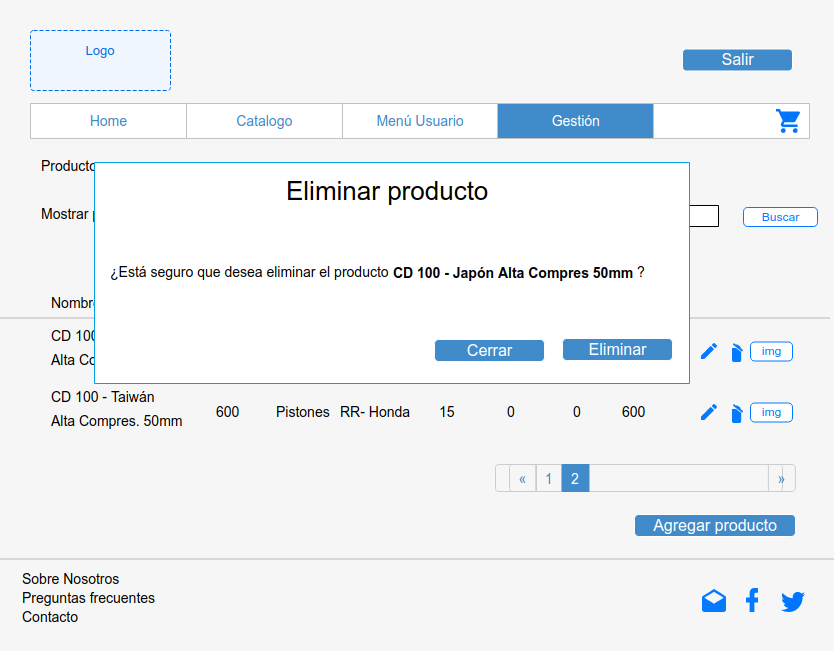 Logo
Salir
Home Catalogo Menú Usuario Gestión
Producto
Eliminar producto
Mostrar
Buscar
¿Está seguro que desea eliminar el producto CD 100 - Japón Alta Compres 50mm ?
Nombre
CD 100
Cerrar Eliminar
img
Alta
CD 100 - Taiwán
Alta Compres. 50mm 600 Pistones RR- Honda 15 0 0 600 img
« 1 2 »
Agregar producto
Sobre Nosotros
Preguntas frecuentes
Contacto